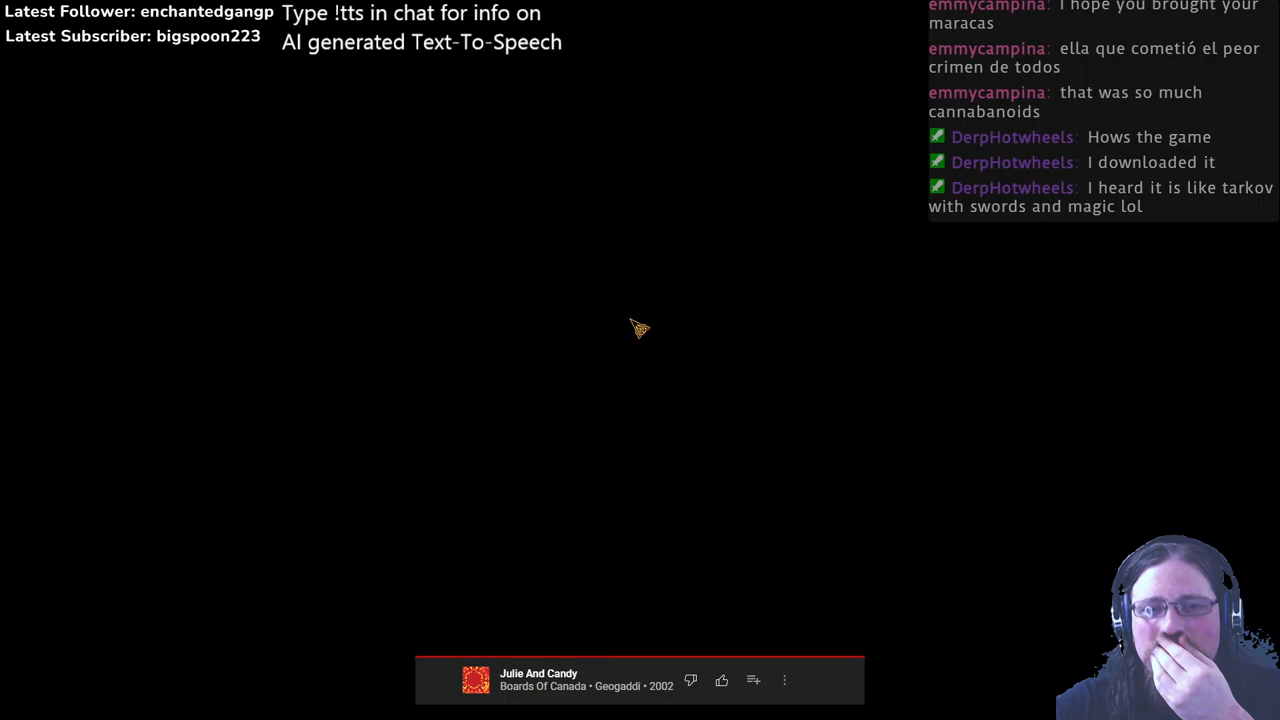 Latest Follower: enchantedgangp
Latest Subscriber: bigspoon223
Type !tts in chat for info on
AI generated Text-To-Speech
emmycampina: I hope you brought your
maracas
emmycampina: ella que cometió el peor
crimen de todos
emmycampina: that was so much
cannabanoids
DerpHotwheels: Hows the game
DerpHotwheels: I downloaded it
DerpHotwheels: I heard it is like tarkov
with swords and magic lol
Julie And Candy
Boards Of Canada • Geogaddi • 2002